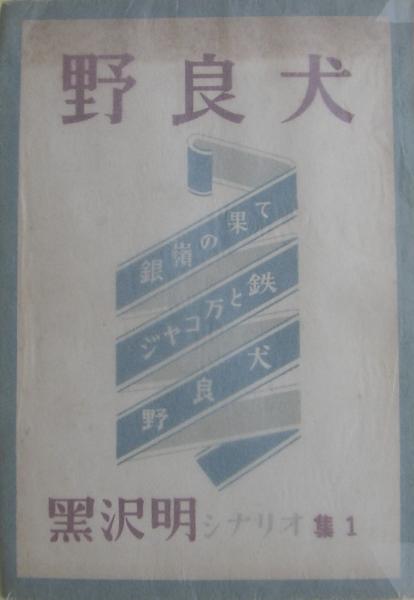 野良犬
銀嶺の果て
ジャコ万と鉄
野良犬
黑沢明 シナリオ 集1